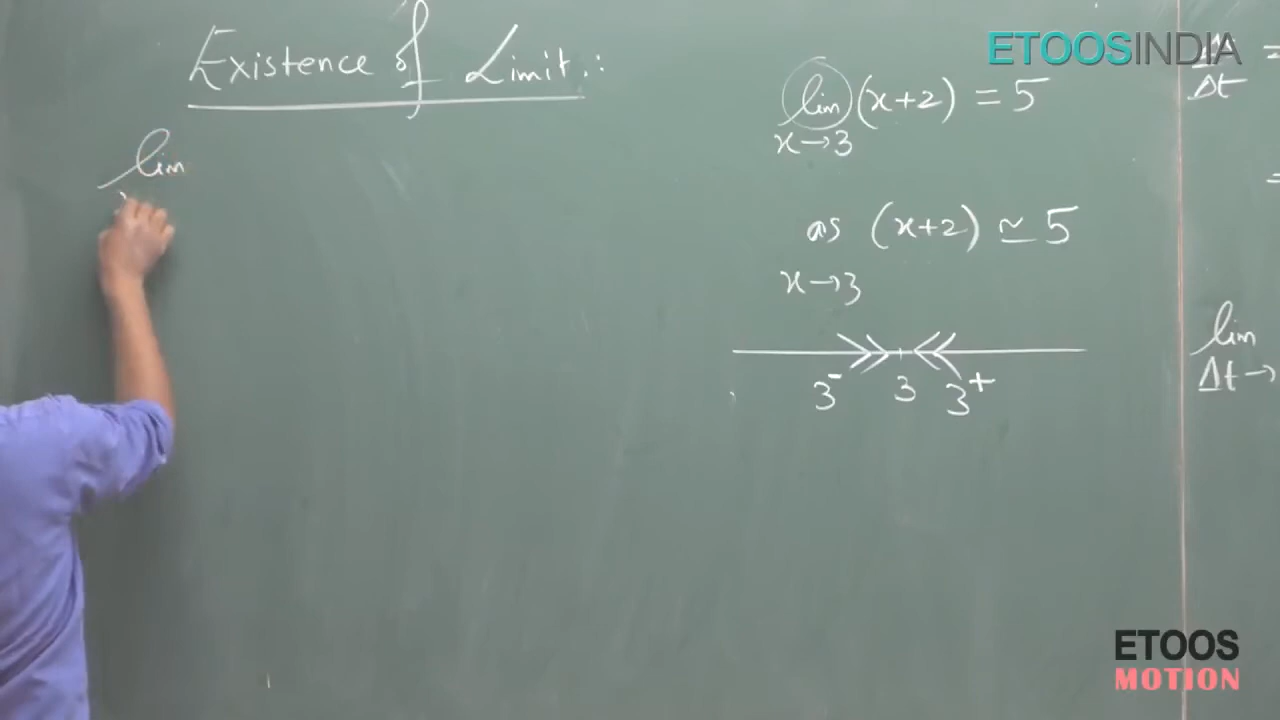 Existence of Limit.:
lim
lim (x+2) = 5
x→3
as (x+2) ≃ 5
x→3
3⁻ 3 3⁺
ETOOSINDIA
Δt =
=
lim
Δt →
ETOOS
MOTION